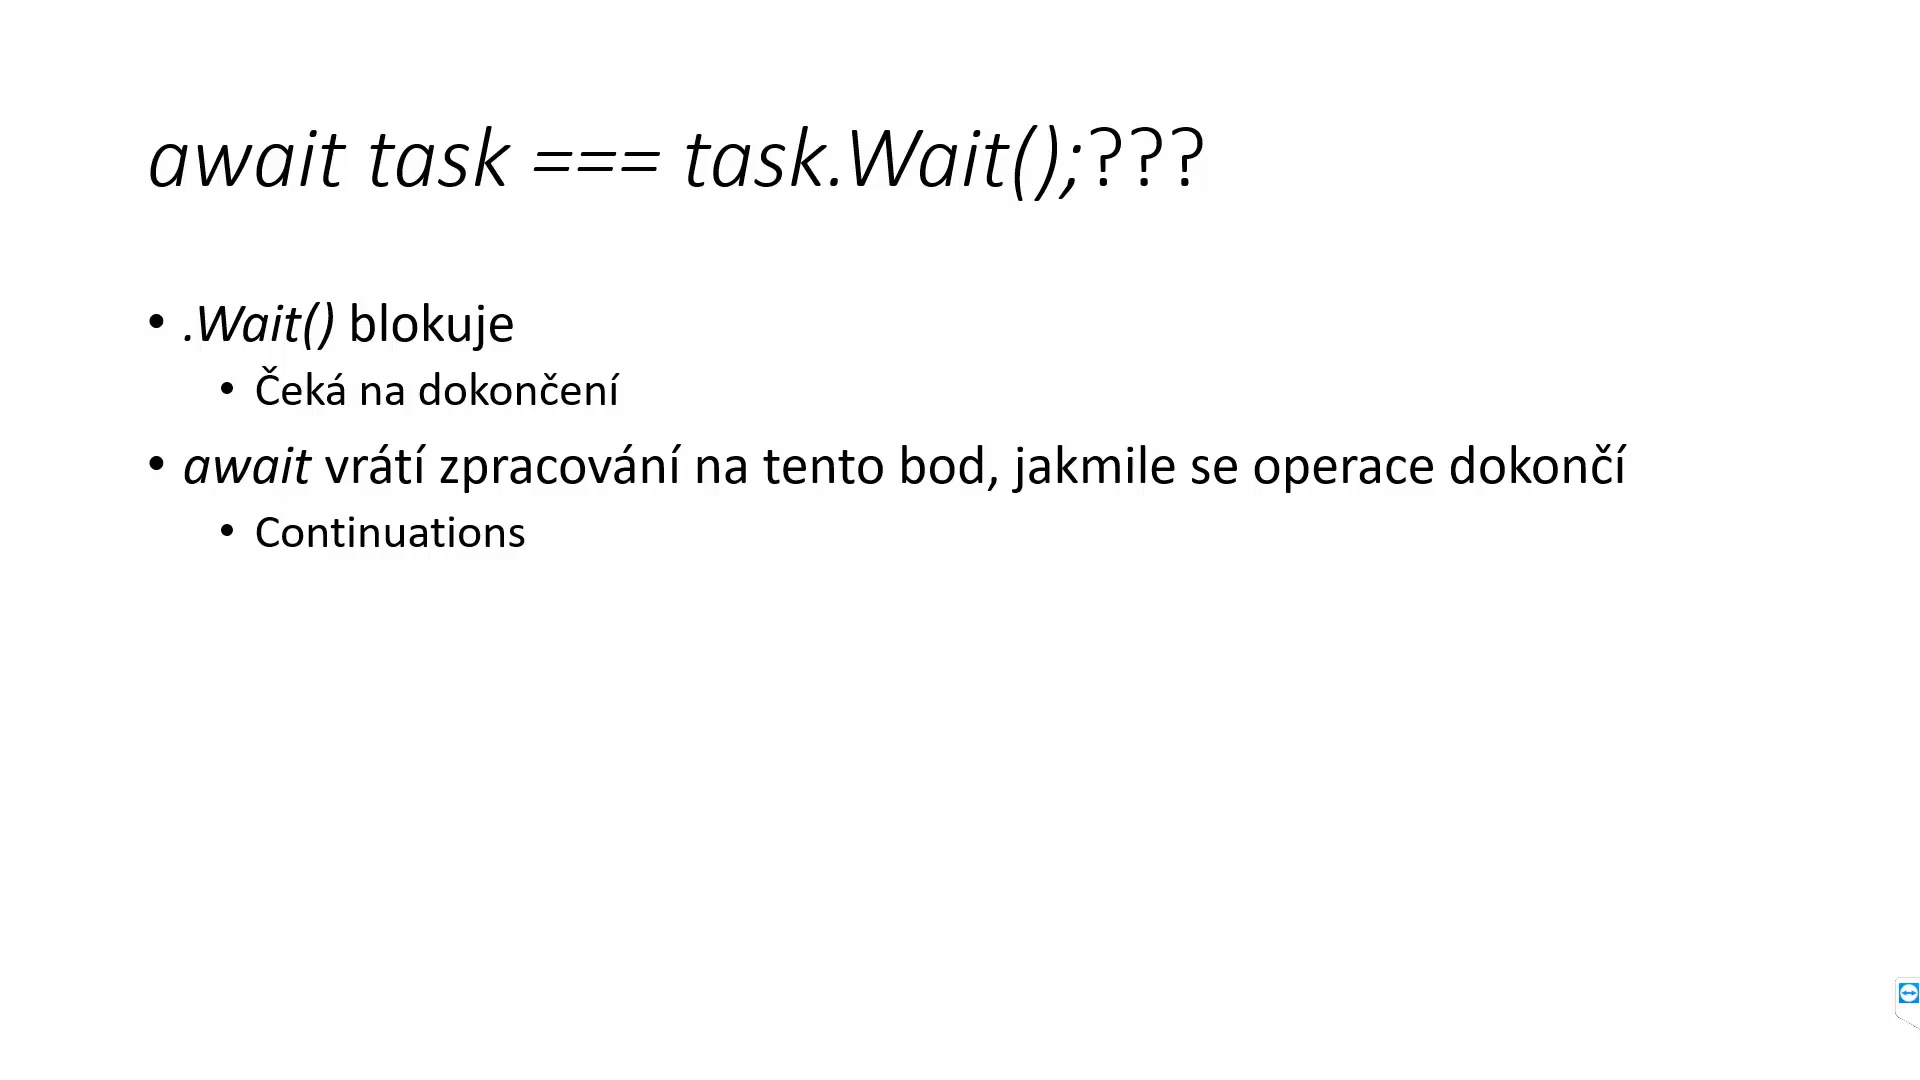 await task === task.Wait();???
• .Wait() blokuje
• Čeká na dokončení
• await vrátí zpracování na tento bod, jakmile se operace dokončí
• Continuations